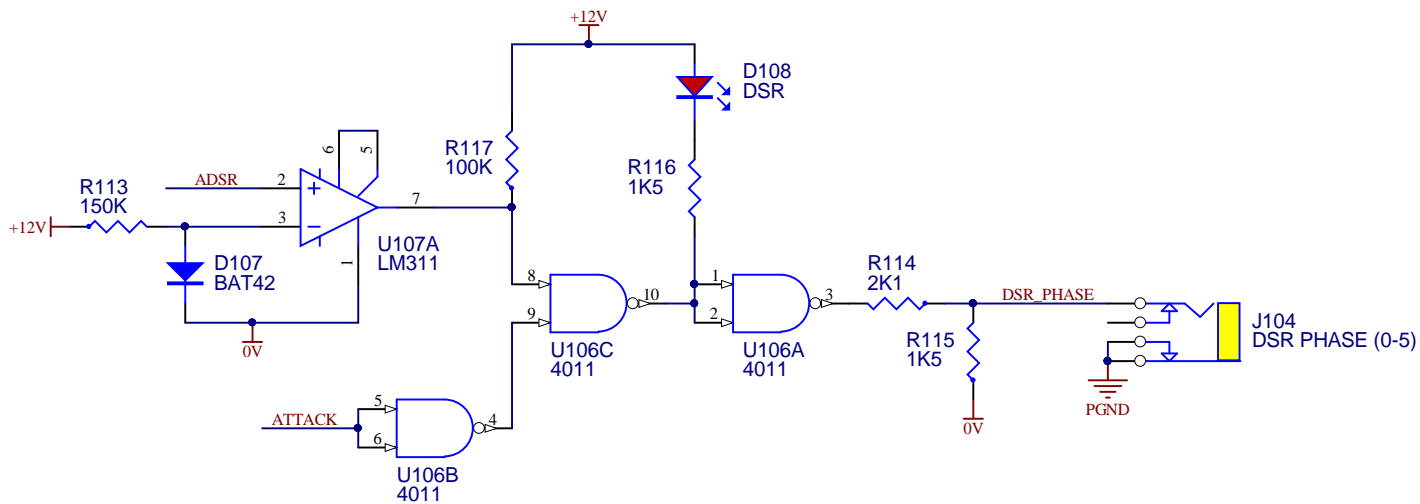 +12V
D108
DSR
R117
100K
R116
1K5
6
5
ADSR
2
+
7
R113
150K
+12V
3
−
U107A
LM311
1
D107
BAT42
0V
8
9
10
U106C
4011
1
2
3
U106A
4011
R114
2K1
DSR_PHASE
R115
1K5
0V
J104
DSR PHASE (0-5)
PGND
ATTACK
5
6
4
U106B
4011